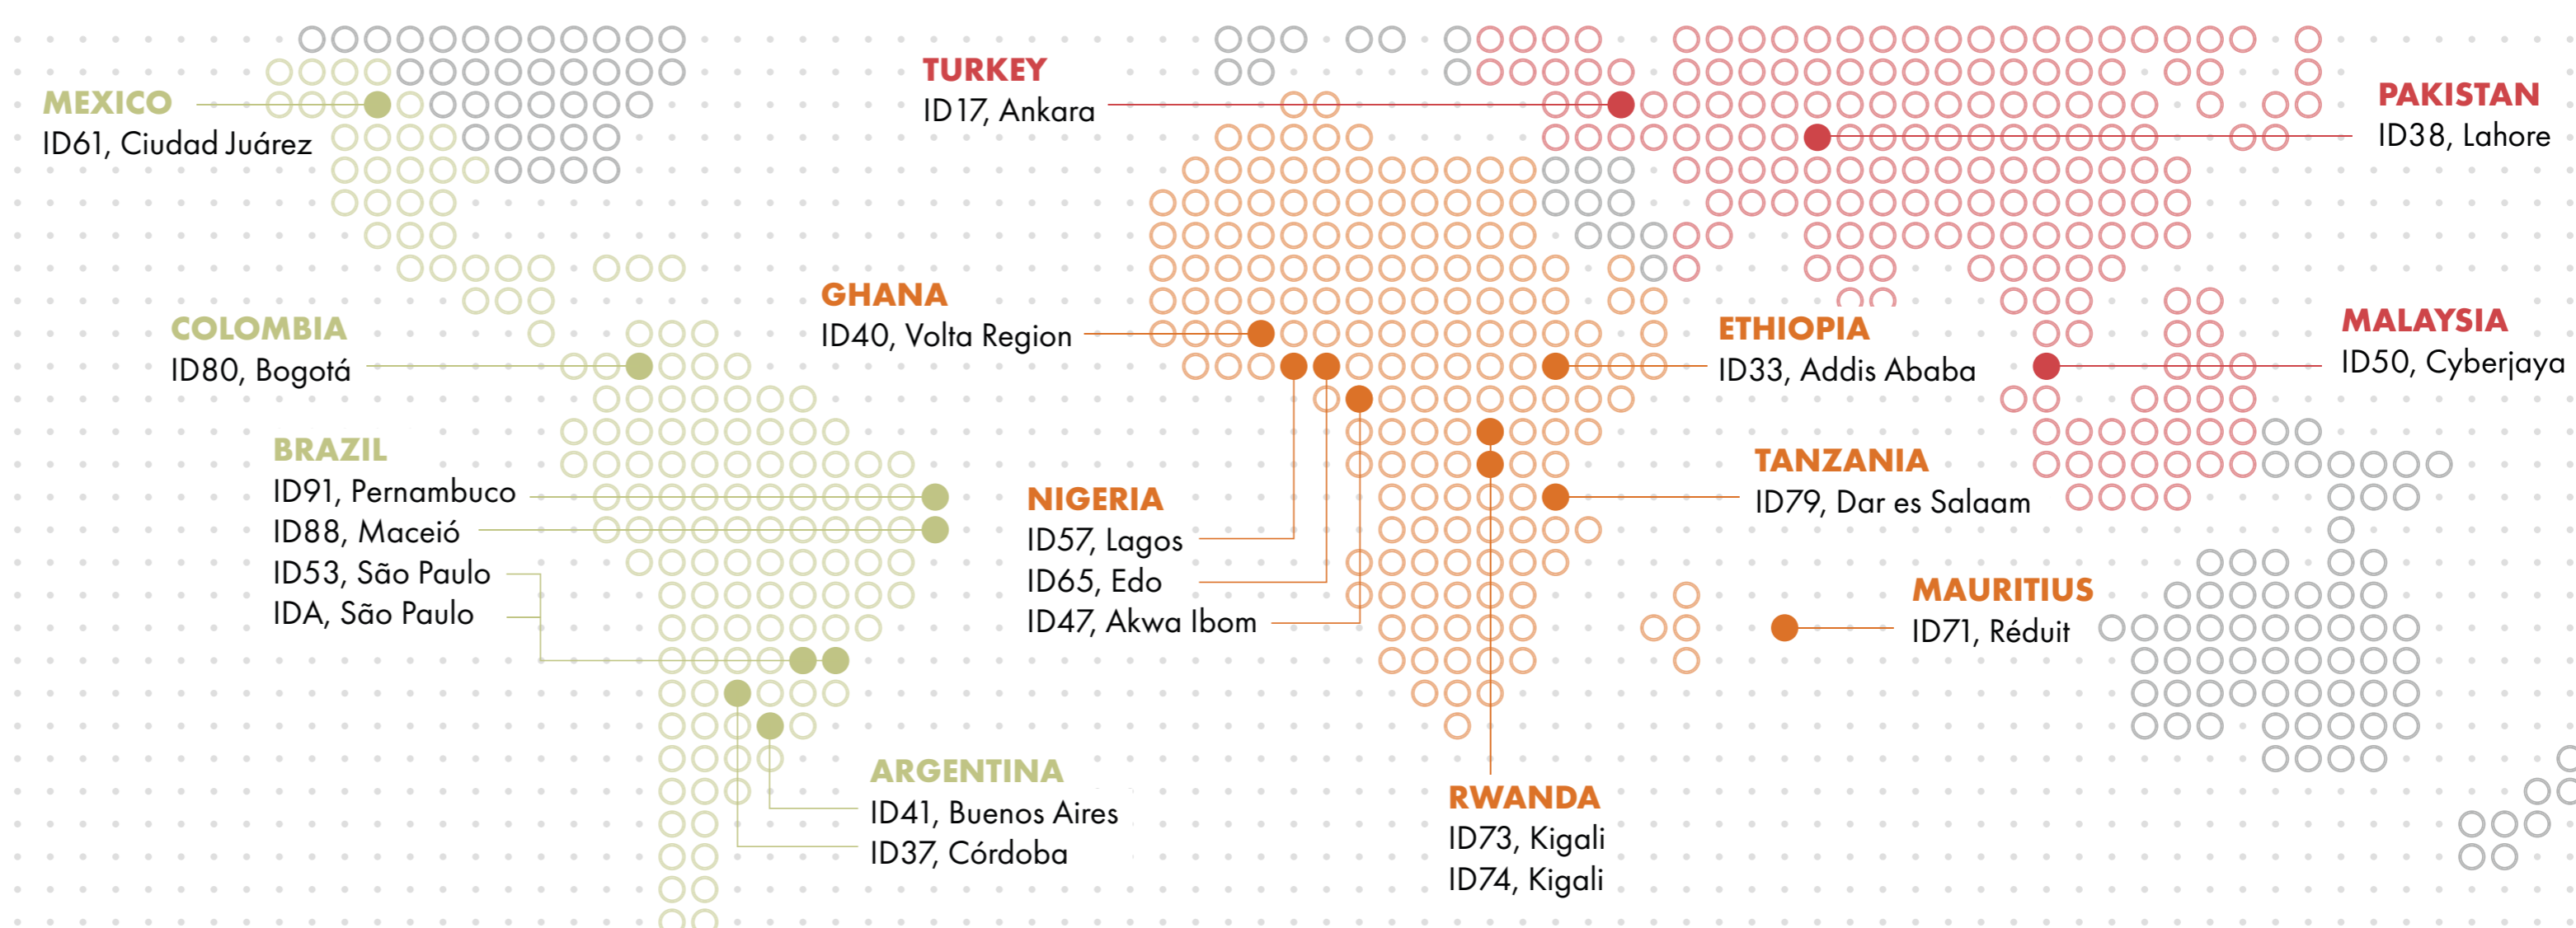 MEXICO
ID61, Ciudad Juárez
TURKEY
ID17, Ankara
PAKISTAN
ID38, Lahore
COLOMBIA
ID80, Bogotá
GHANA
ID40, Volta Region
ETHIOPIA
ID33, Addis Ababa
MALAYSIA
ID50, Cyberjaya
BRAZIL
ID91, Pernambuco
ID88, Maceió
ID53, São Paulo
IDA, São Paulo
NIGERIA
ID57, Lagos
ID65, Edo
ID47, Akwa Ibom
TANZANIA
ID79, Dar es Salaam
MAURITIUS
ID71, Réduit
ARGENTINA
ID41, Buenos Aires
ID37, Córdoba
RWANDA
ID73, Kigali
ID74, Kigali